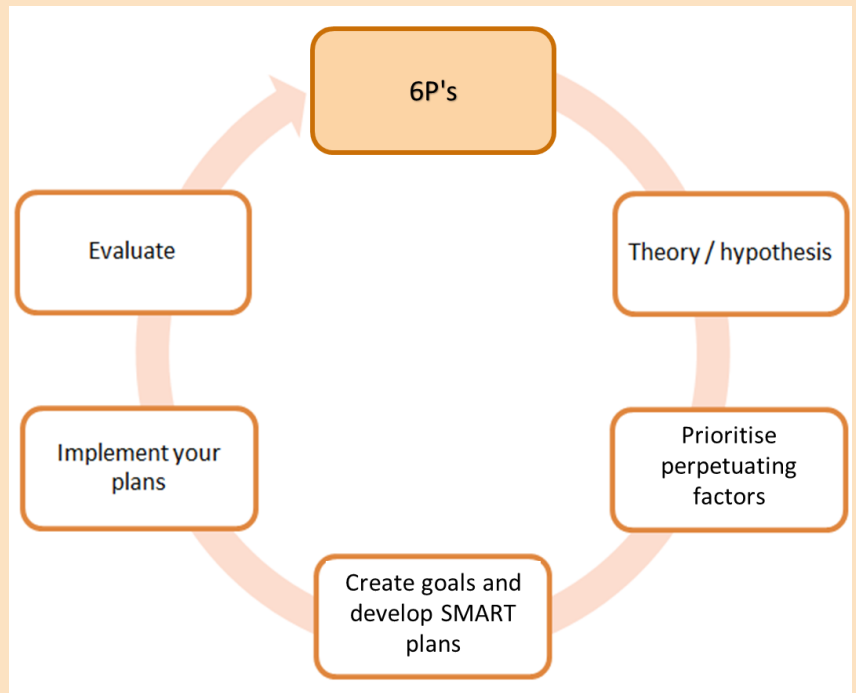 6P's
Theory / hypothesis
Prioritise
perpetuating
factors
Create goals and
develop SMART
plans
Implement your
plans
Evaluate